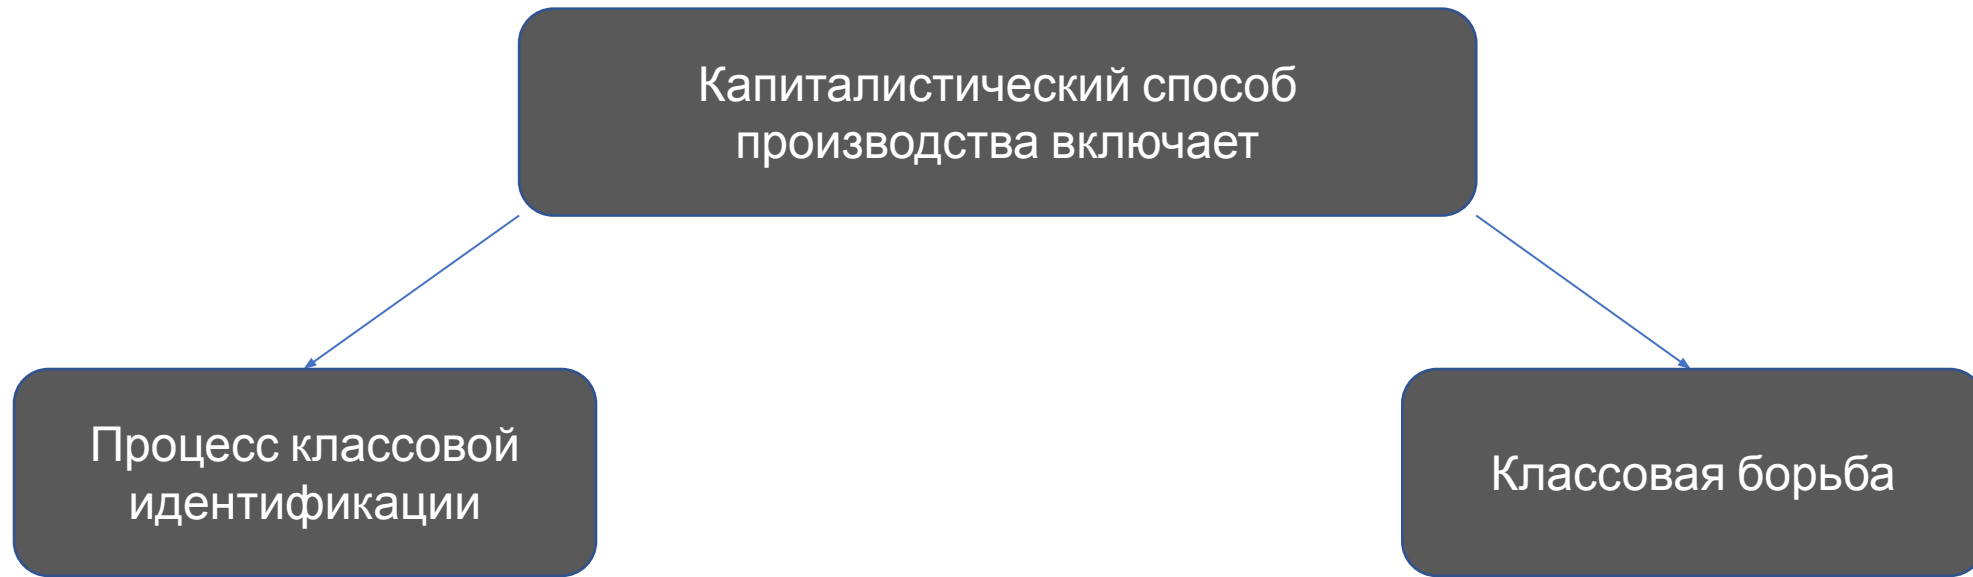 Капиталистический способ
производства включает
Процесс классовой
идентификации
Классовая борьба